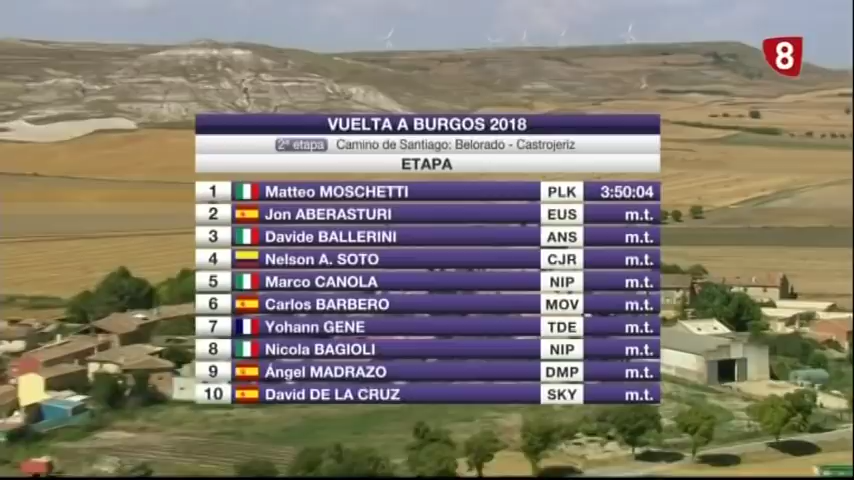 8
VUELTA A BURGOS 2018
2ª etapa Camino de Santiago: Belorado - Castrojeriz
ETAPA
1 Matteo MOSCHETTI PLK 3:50:04
2 Jon ABERASTURI EUS m.t.
3 Davide BALLERINI ANS m.t.
4 Nelson A. SOTO CJR m.t.
5 Marco CANOLA NIP m.t.
6 Carlos BARBERO MOV m.t.
7 Yohann GENE TDE m.t.
8 Nicola BAGIOLI NIP m.t.
9 Ángel MADRAZO DMP m.t.
10 David DE LA CRUZ SKY m.t.